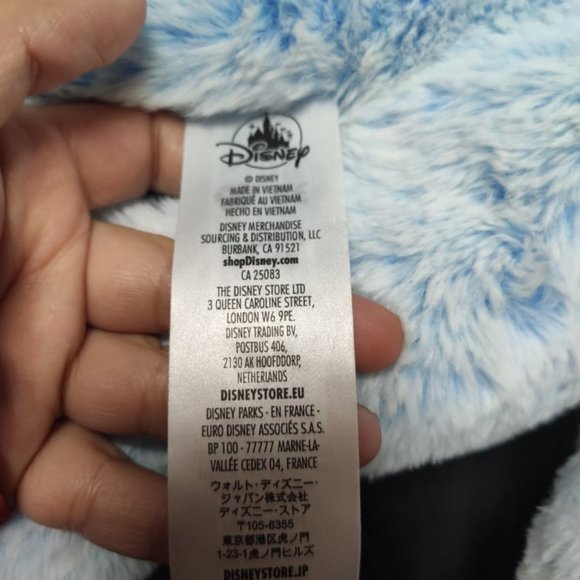 Disney
© DISNEY
MADE IN VIETNAM
FABRIQUÉ AU VIETNAM
HECHO EN VIETNAM
DISNEY MERCHANDISE
SOURCING & DISTRIBUTION, LLC
BURBANK, CA 91521
shopDisney.com
CA 25083
THE DISNEY STORE LTD
3 QUEEN CAROLINE STREET,
LONDON W6 9PE.
DISNEY TRADING BV,
POSTBUS 406,
2130 AK HOOFDDORP,
NETHERLANDS
DISNEYSTORE.EU
DISNEY PARKS - EN FRANCE -
EURO DISNEY ASSOCIÉS S.A.S.
BP 100 - 77777 MARNE-LA-
VALLÉE CEDEX 04, FRANCE
ウォルト・ディズニー・
ジャパン株式会社
ディズニー・ストア
〒105-6355
東京都港区虎ノ門
1-23-1虎ノ門ヒルズ
DISNEYSTORE.JP